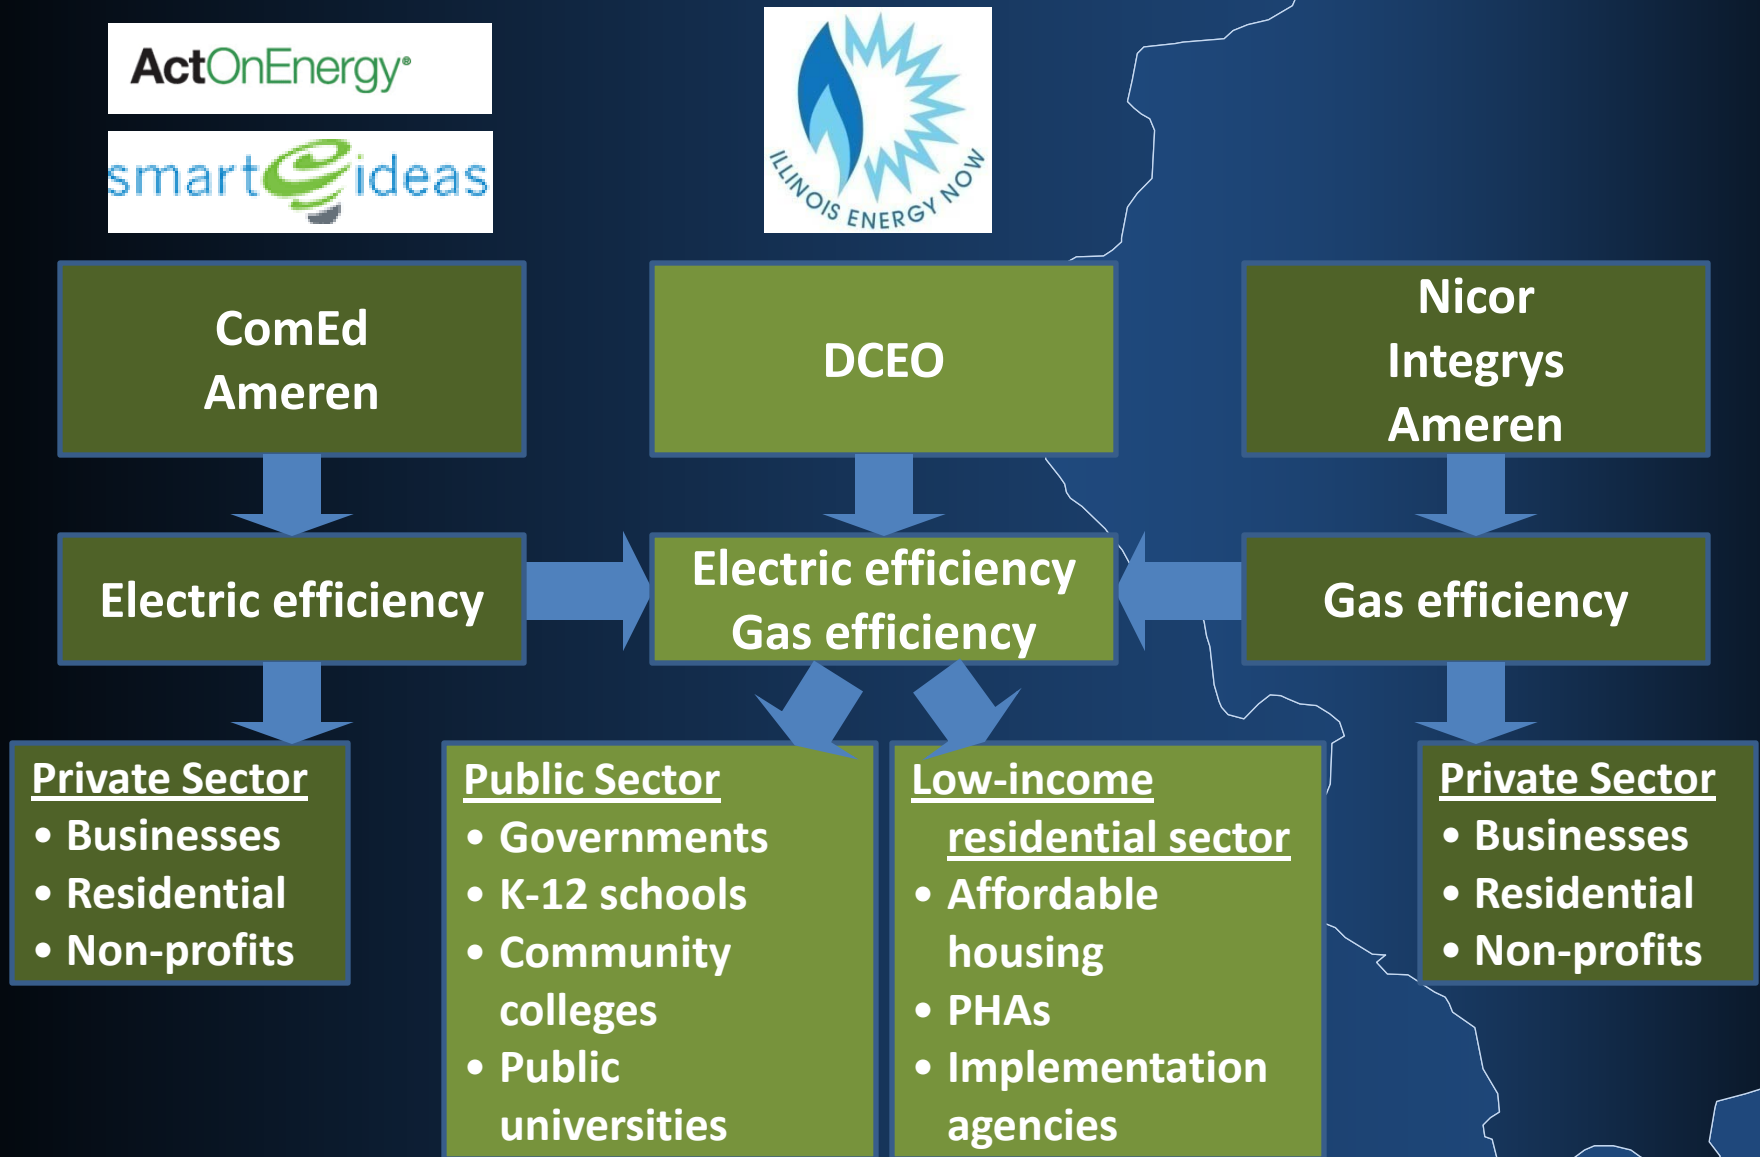 ActOnEnergy®
smart ideas
ILLINOIS ENERGY NOW
ComEd
Ameren
DCEO
Nicor
Integrys
Ameren
Electric efficiency
Electric efficiency
Gas efficiency
Gas efficiency
Private Sector
• Businesses
• Residential
• Non-profits
Public Sector
• Governments
• K-12 schools
• Community
colleges
• Public
universities
Low-income
residential sector
• Affordable
housing
• PHAs
• Implementation
agencies
Private Sector
• Businesses
• Residential
• Non-profits